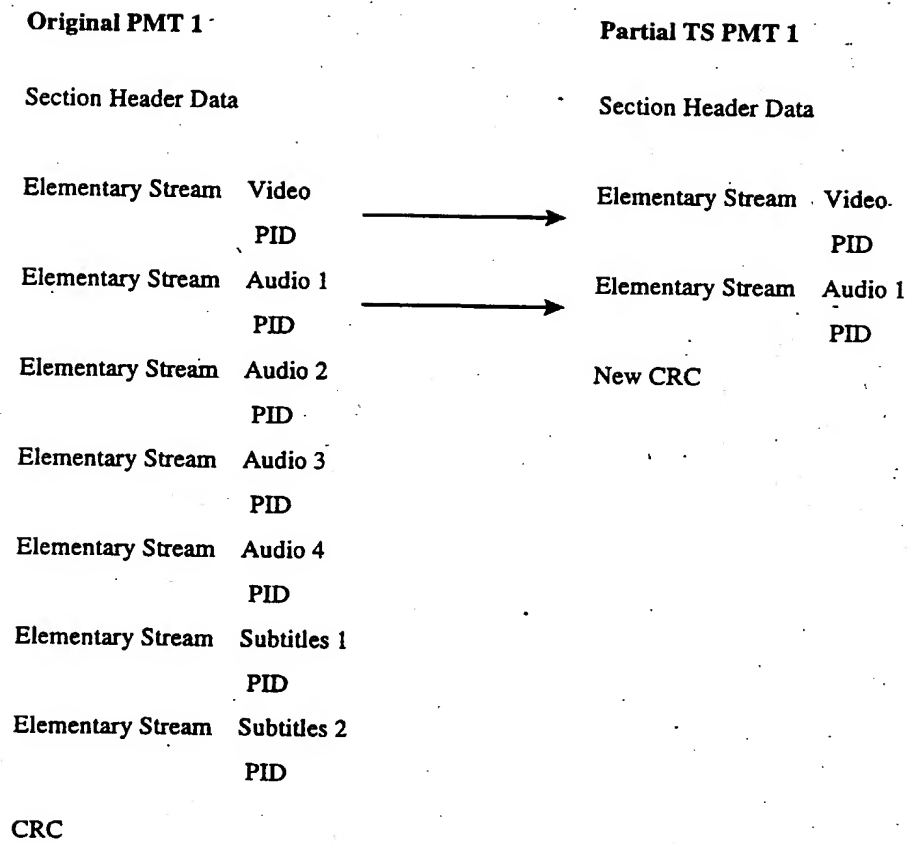 Original PMT 1
Section Header Data
Elementary Stream Video
PID
Elementary Stream Audio 1
PID
Elementary Stream Audio 2
PID
Elementary Stream Audio 3
PID
Elementary Stream Audio 4
PID
Elementary Stream Subtitles 1
PID
Elementary Stream Subtitles 2
PID
CRC
Partial TS PMT 1
Section Header Data
Elementary Stream Video
PID
Elementary Stream Audio 1
PID
New CRC